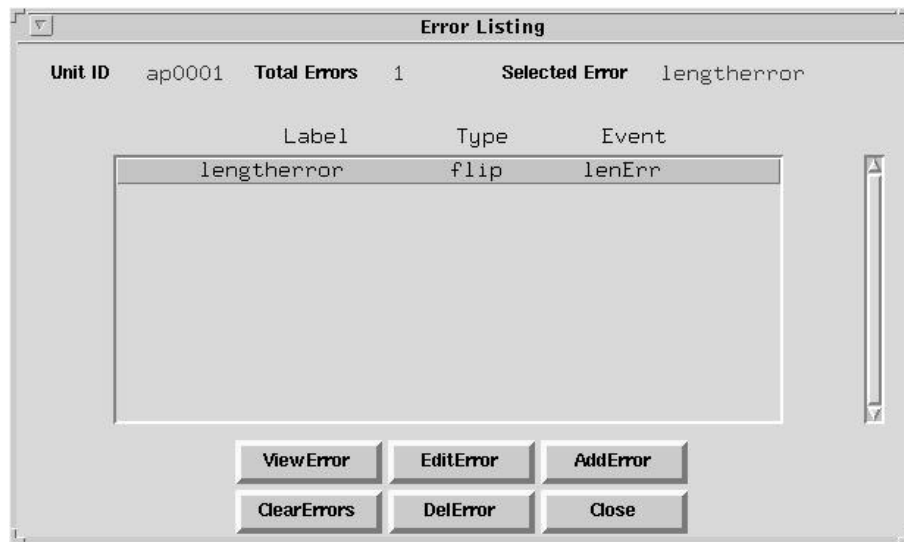 Error Listing
Unit ID ap0001 Total Errors 1 Selected Error lengtherror
Label Type Event
lengtherror flip lenErr
ViewError EditError AddError
ClearErrors DelError Close